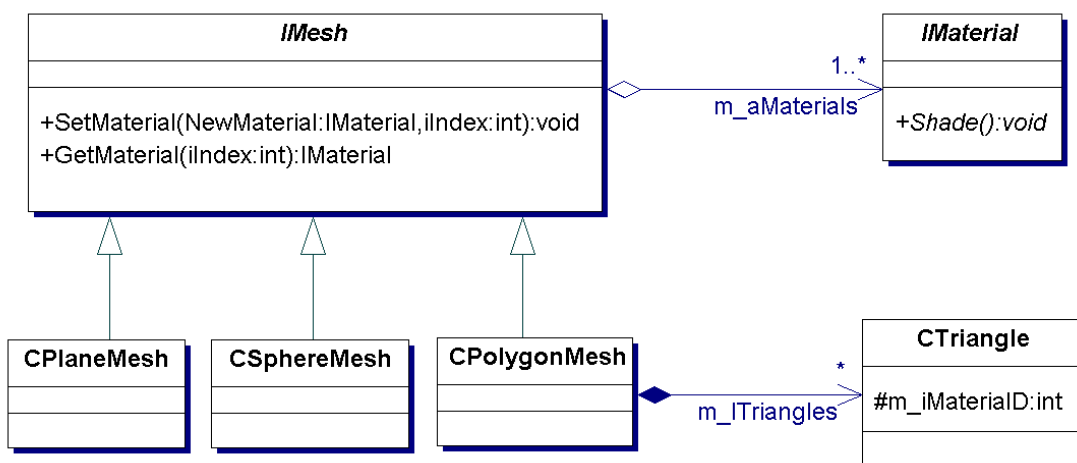 IMesh
+SetMaterial(NewMaterial:IMaterial,iIndex:int):void
+GetMaterial(iIndex:int):IMaterial
1..*
m_aMaterials
IMaterial
+Shade():void
CPlaneMesh
CSphereMesh
CPolygonMesh
*
m_lTriangles
CTriangle
#m_iMaterialD:int